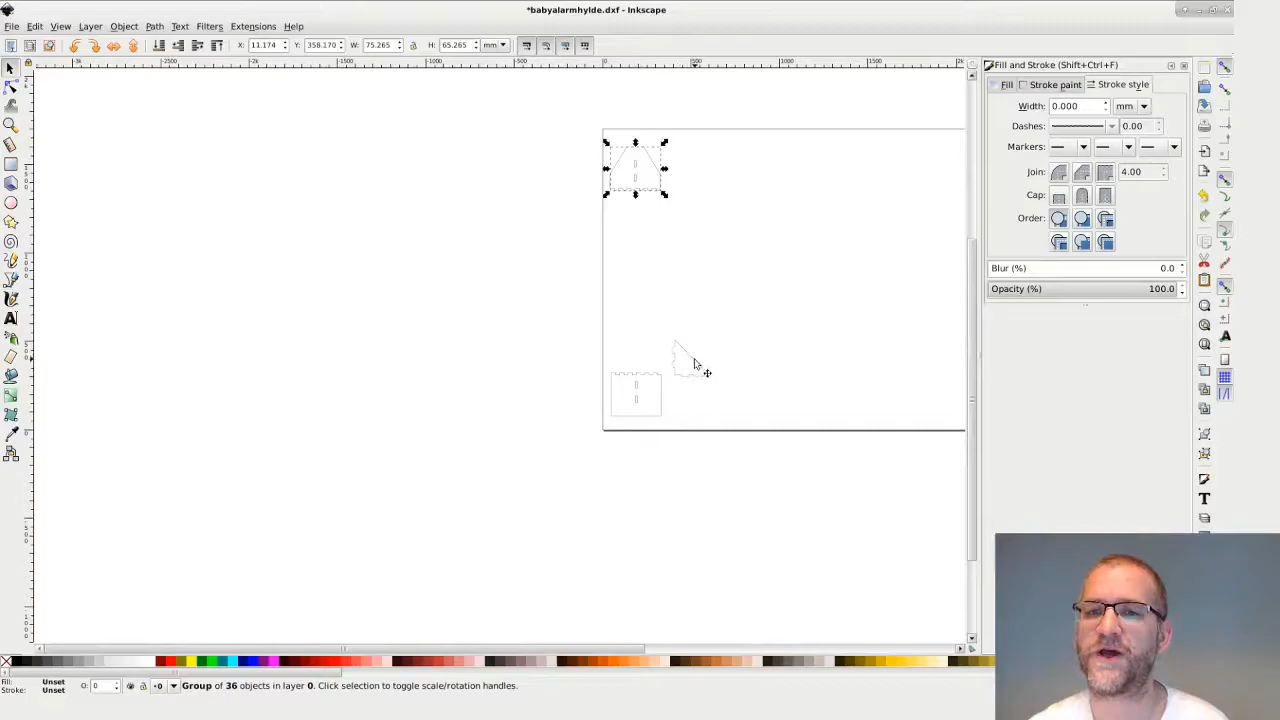 *babyalarmhylde.dxf - Inkscape
File Edit View Layer Object Path Text Filters Extensions Help
X: 11.174 Y: 358.170 W: 75.265 H: 65.265 mm
Fill and Stroke (Shift+Ctrl+F)
Fill Stroke paint Stroke style
Width: 0.000 mm
Dashes: 0.00
Markers:
Join: 4.00
Cap:
Order:
Blur (%) 0.0
Opacity (%) 100.0
Fill: Unset
Stroke: Unset
O: 0 -0 Group of 36 objects in layer 0. Click selection to toggle scale/rotation handles.